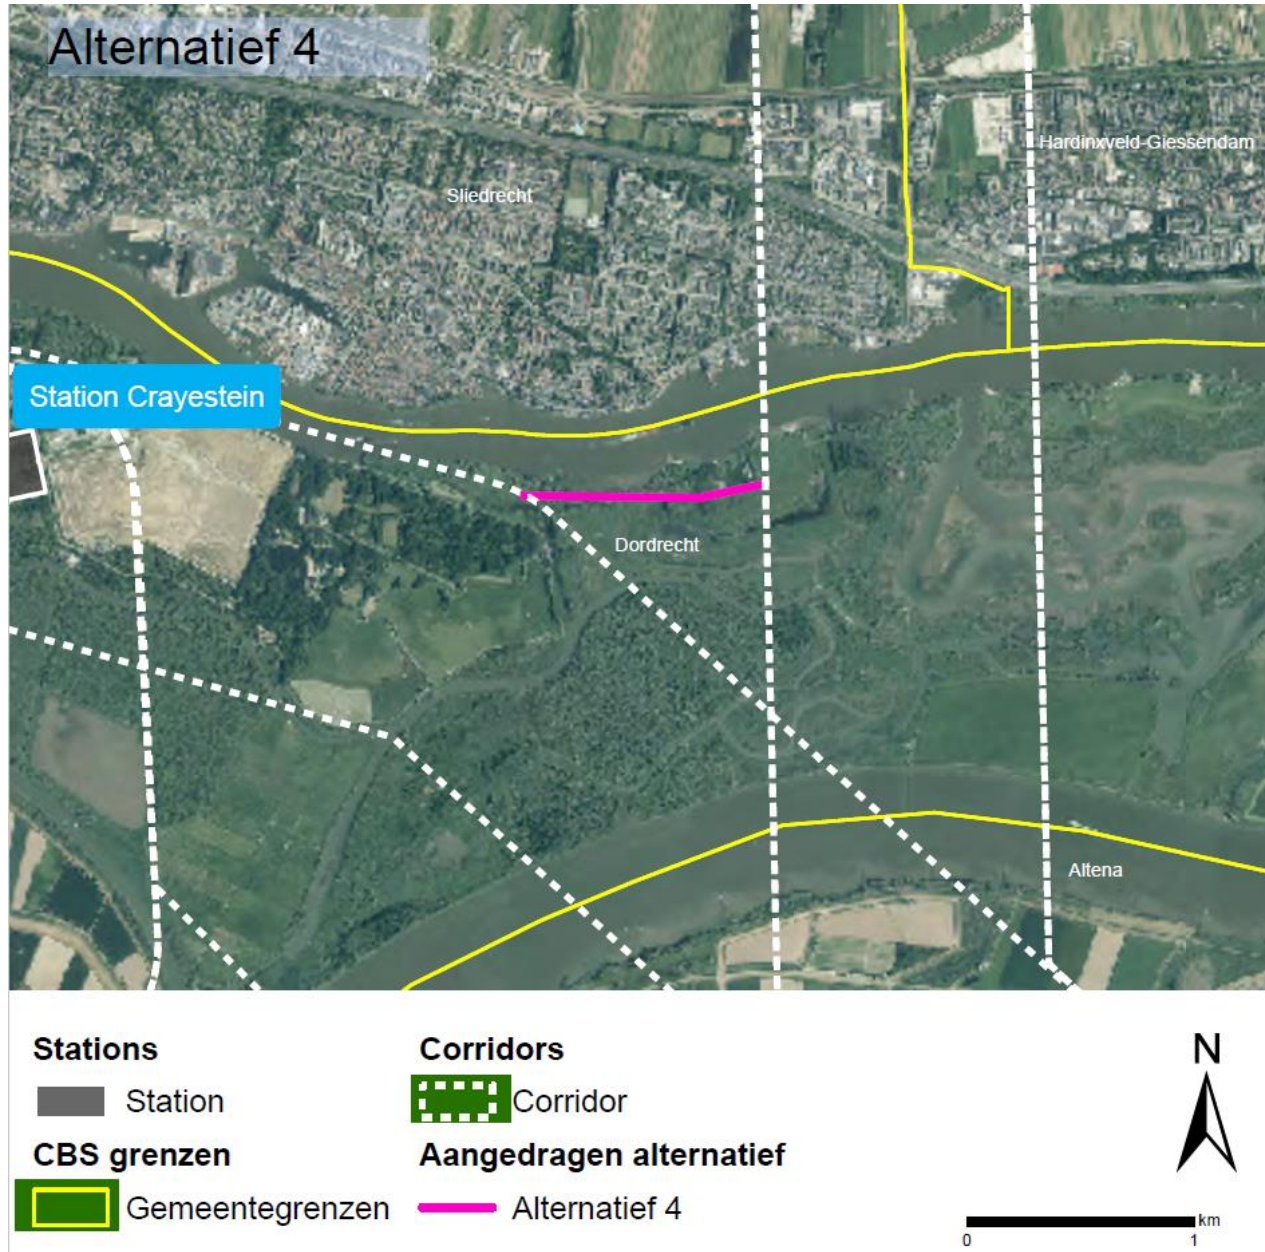 Alternatief 4
Hardinxveld-Giessendam
Sliedrecht
Station Crayestein
Dordrecht
Altena
Stations
Station
CBS grenzen
Gemeentegrenzen
Corridors
Corridor
Aangedragen alternatief
Alternatief 4
N
km
0 1